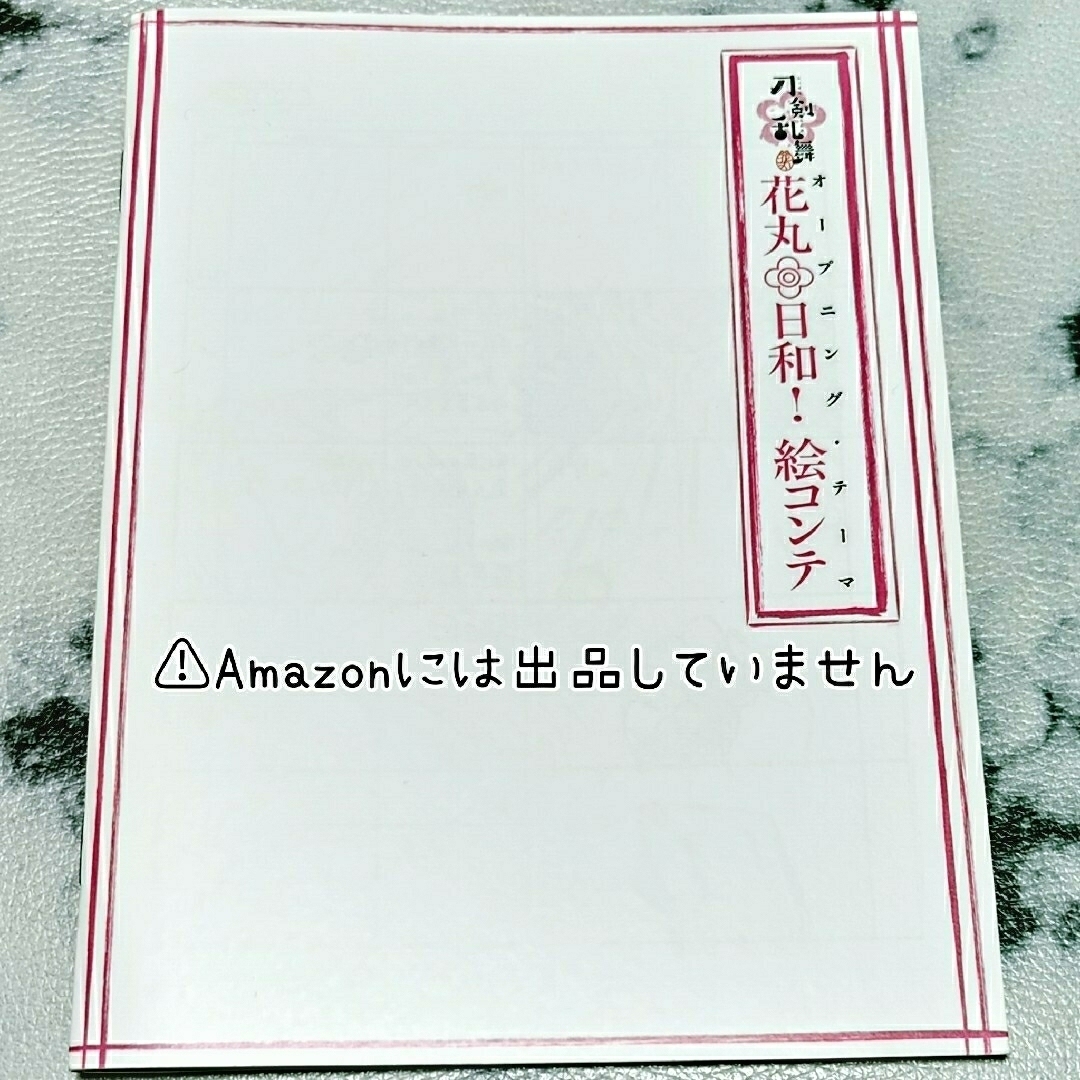 刀剣乱舞
花丸日和！ 絵コンテ
オープニング・テーマ
⚠Amazonには出品していません